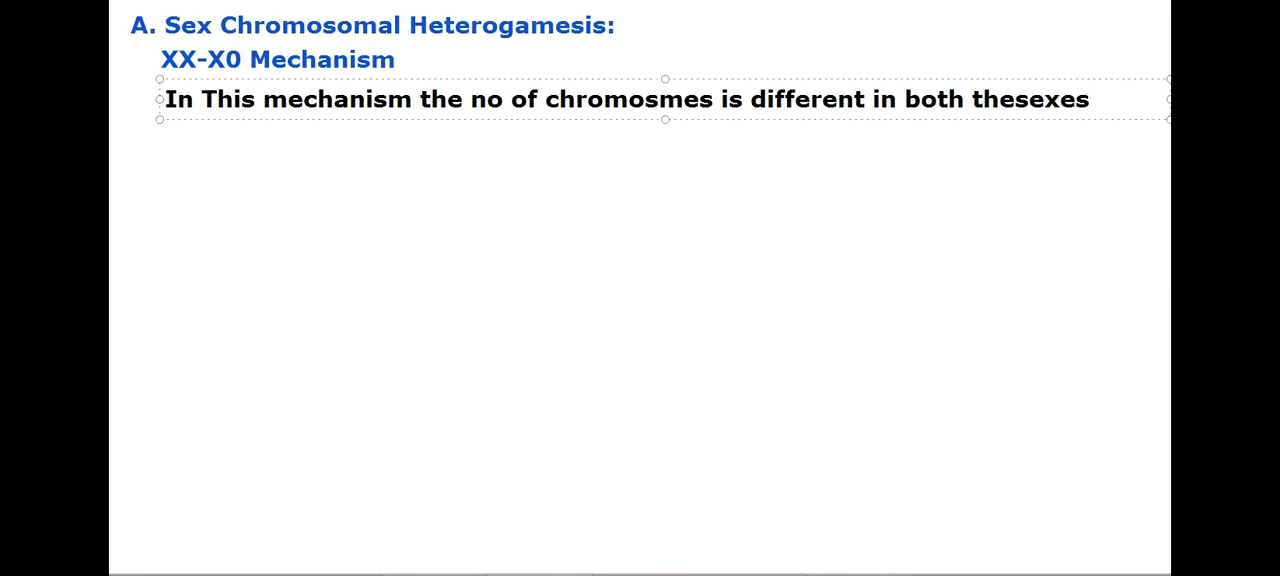 A. Sex Chromosomal Heterogamesis:
XX-X0 Mechanism
In This mechanism the no of chromosmes is different in both thesexes